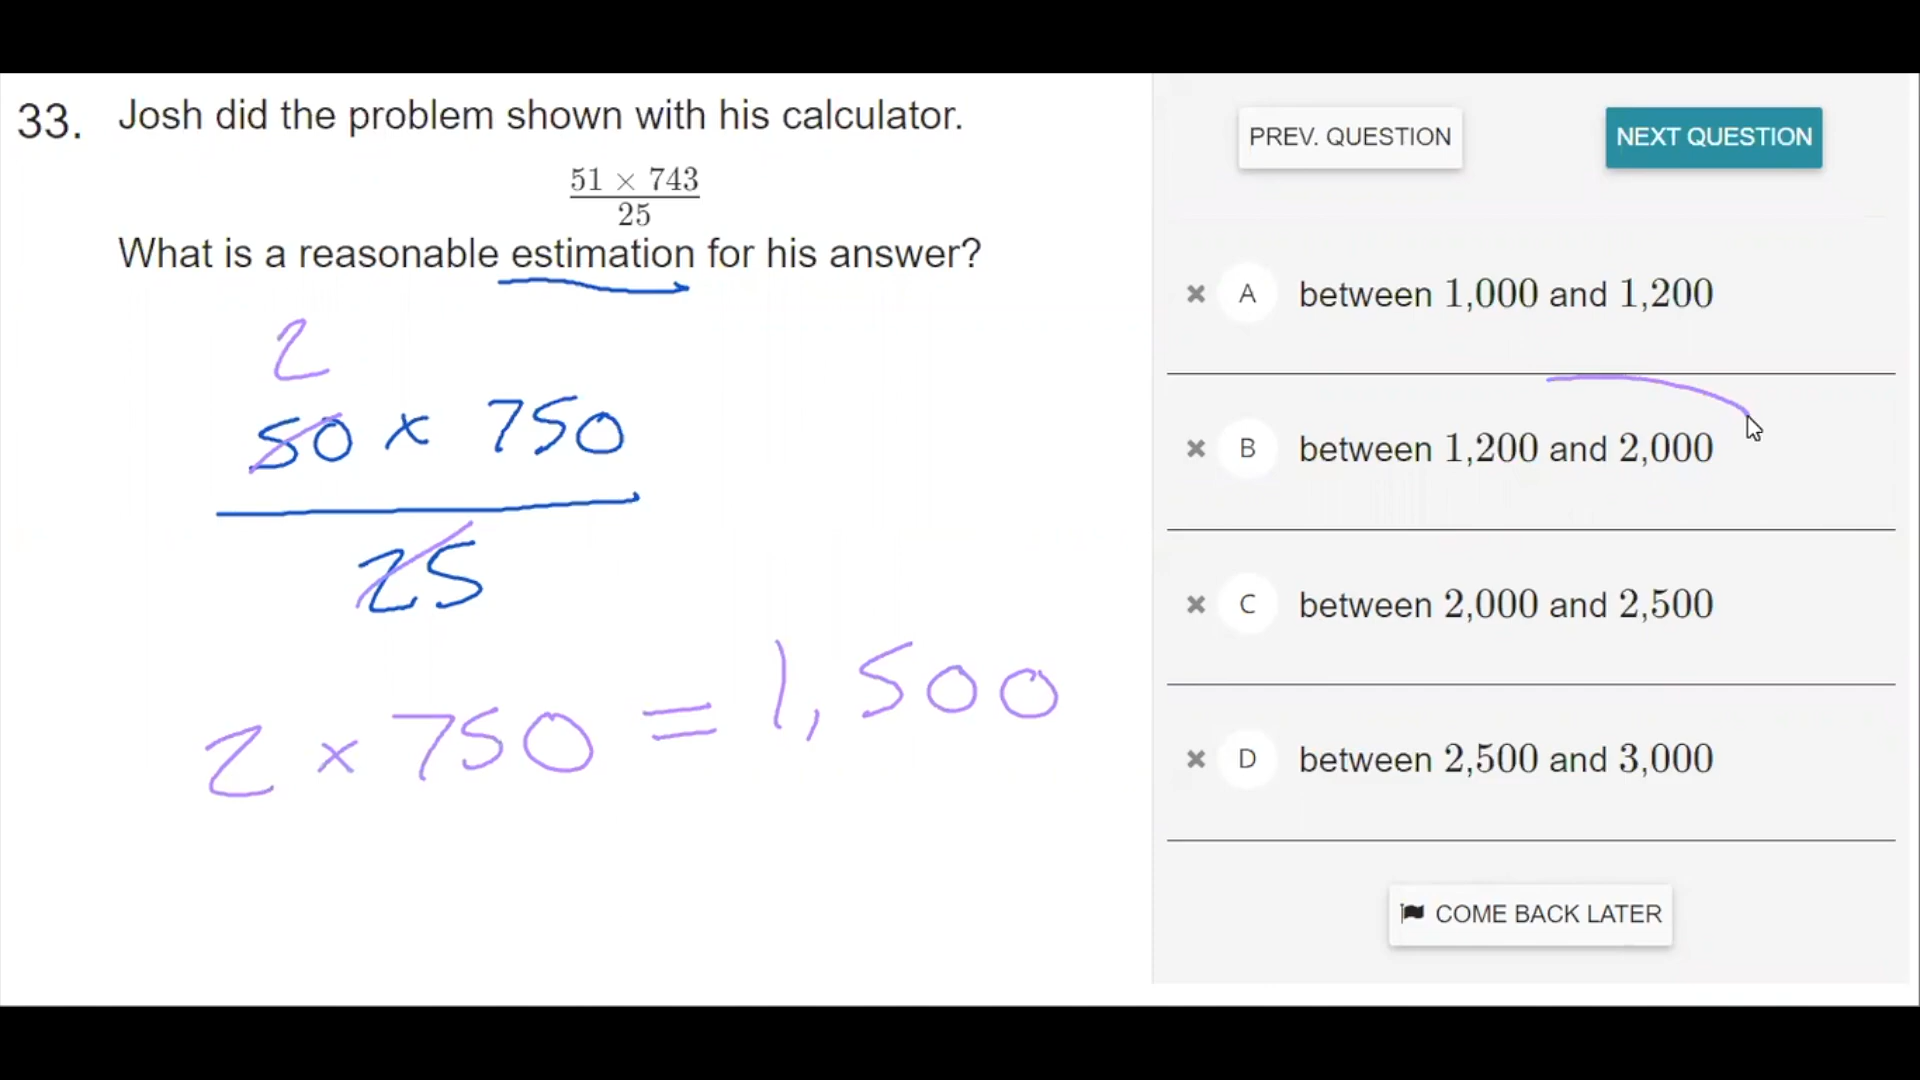 33. Josh did the problem shown with his calculator.
51 × 743
25
What is a reasonable estimation for his answer?
2
50 × 750
25
2 × 750 = 1,500
PREV. QUESTION NEXT QUESTION
× A between 1,000 and 1,200
× B between 1,200 and 2,000
× C between 2,000 and 2,500
× D between 2,500 and 3,000
COME BACK LATER